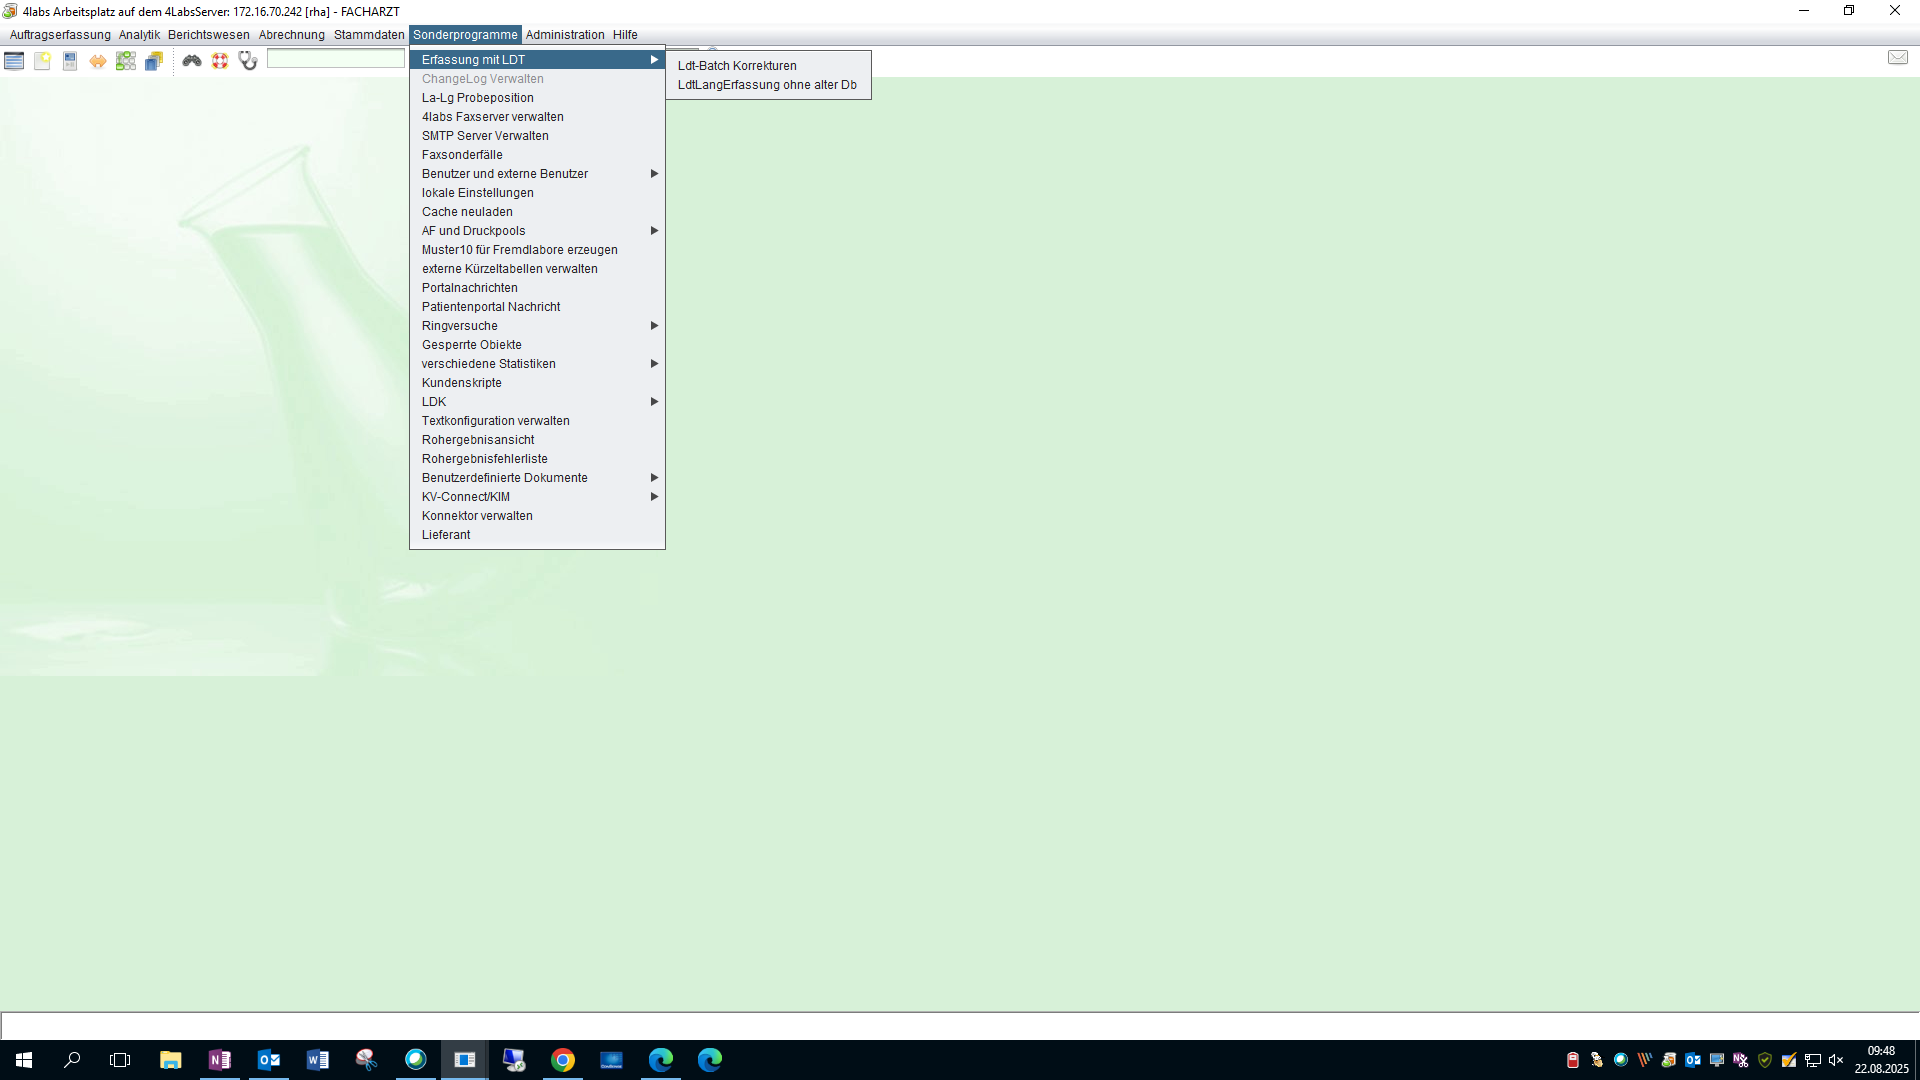 4labs Arbeitsplatz auf dem 4LabsServer: 172.16.70.242 [rha] - FACHARZT
Auftragserfassung Analytik Berichtswesen Abrechnung Stammdaten Sonderprogramme Administration Hilfe
Erfassung mit LDT
Ldt-Batch Korrekturen
LdtLangErfassung ohne alter Db
ChangeLog Verwalten
La-Lg Probeposition
4labs Faxserver verwalten
SMTP Server Verwalten
Faxsonderfälle
Benutzer und externe Benutzer
lokale Einstellungen
Cache neuladen
AF und Druckpools
Muster10 für Fremdlabore erzeugen
externe Kürzeltabellen verwalten
Portalnachrichten
Patientenportal Nachricht
Ringversuche
Gesperrte Obiekte
verschiedene Statistiken
Kundenskripte
LDK
Textkonfiguration verwalten
Rohergebnisansicht
Rohergebnisfehlerliste
Benutzerdefinierte Dokumente
KV-Connect/KIM
Konnektor verwalten
Lieferant
09:48
22.08.2025